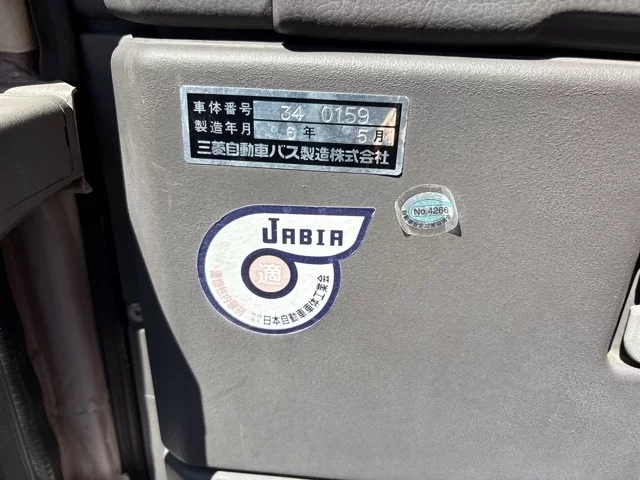 車体番号 34 0159
製造年月 6年 5月
三菱自動車バス製造株式会社
No.4266
JABIA
適
日本自動車車体工業会